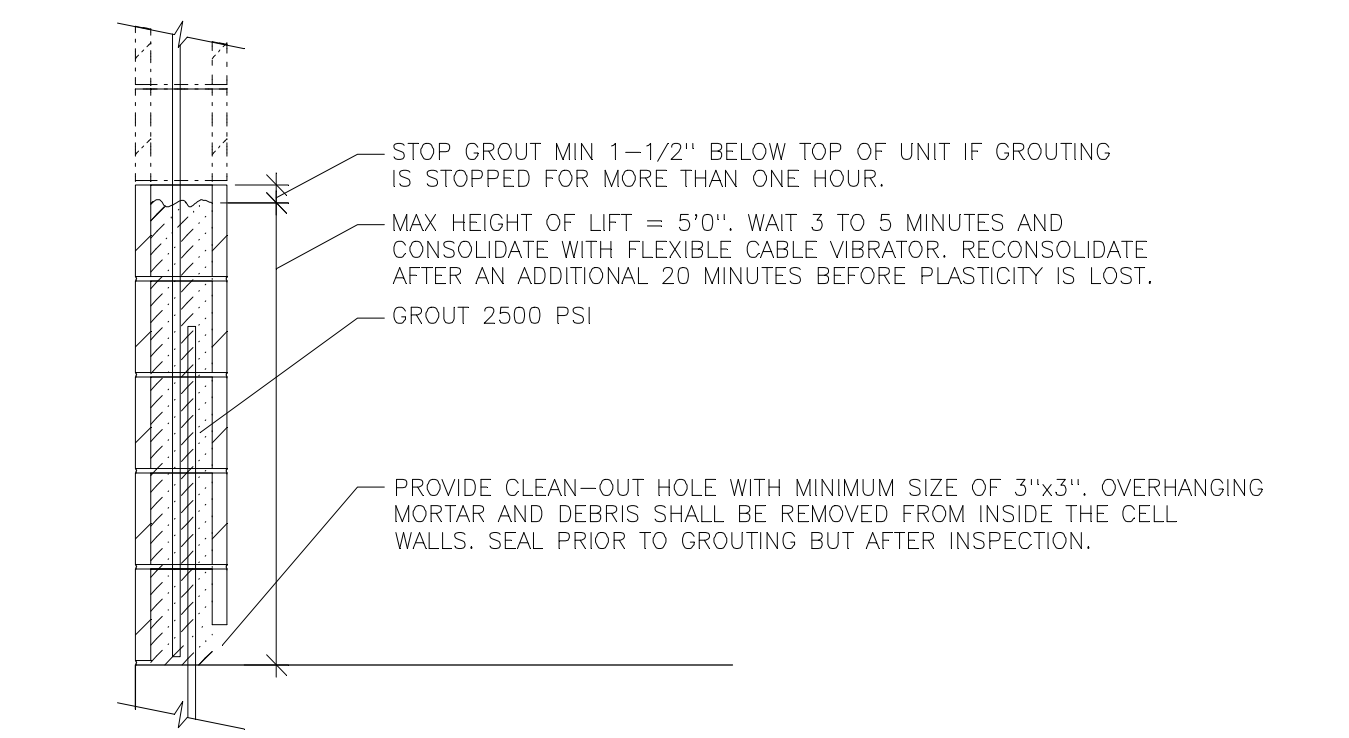 STOP GROUT MIN 1-1/2" BELOW TOP OF UNIT IF GROUTING
IS STOPPED FOR MORE THAN ONE HOUR.
MAX HEIGHT OF LIFT = 5'0". WAIT 3 TO 5 MINUTES AND
CONSOLIDATE WITH FLEXIBLE CABLE VIBRATOR. RECONSOLIDATE
AFTER AN ADDITIONAL 20 MINUTES BEFORE PLASTICITY IS LOST.
GROUT 2500 PSI
PROVIDE CLEAN-OUT HOLE WITH MINIMUM SIZE OF 3"x3". OVERHANGING
MORTAR AND DEBRIS SHALL BE REMOVED FROM INSIDE THE CELL
WALLS. SEAL PRIOR TO GROUTING BUT AFTER INSPECTION.